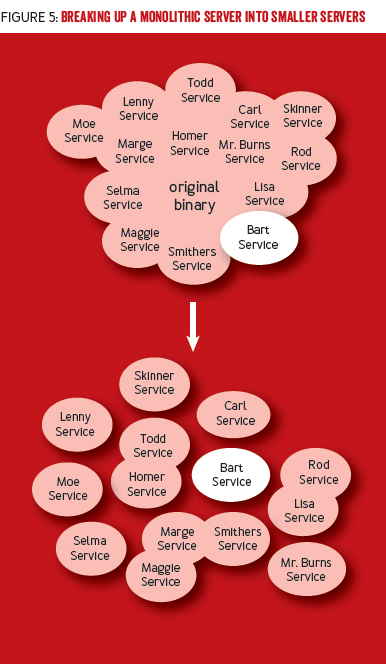 FIGURE 5: BREAKING UP A MONOLITHIC SERVER INTO SMALLER SERVERS
Todd
Service
Lenny
Service
Carl
Service
Skinner
Service
Moe
Service
Marge
Service
Homer
Service
Mr. Burns
Service
Rod
Service
Selma
Service
original
binary
Lisa
Service
Maggie
Service
Smithers
Service
Bart
Service
Skinner
Service
Carl
Service
Lenny
Service
Todd
Service
Homer
Service
Bart
Service
Rod
Service
Moe
Service
Lisa
Service
Selma
Service
Marge
Service
Smithers
Service
Maggie
Service
Mr. Burns
Service